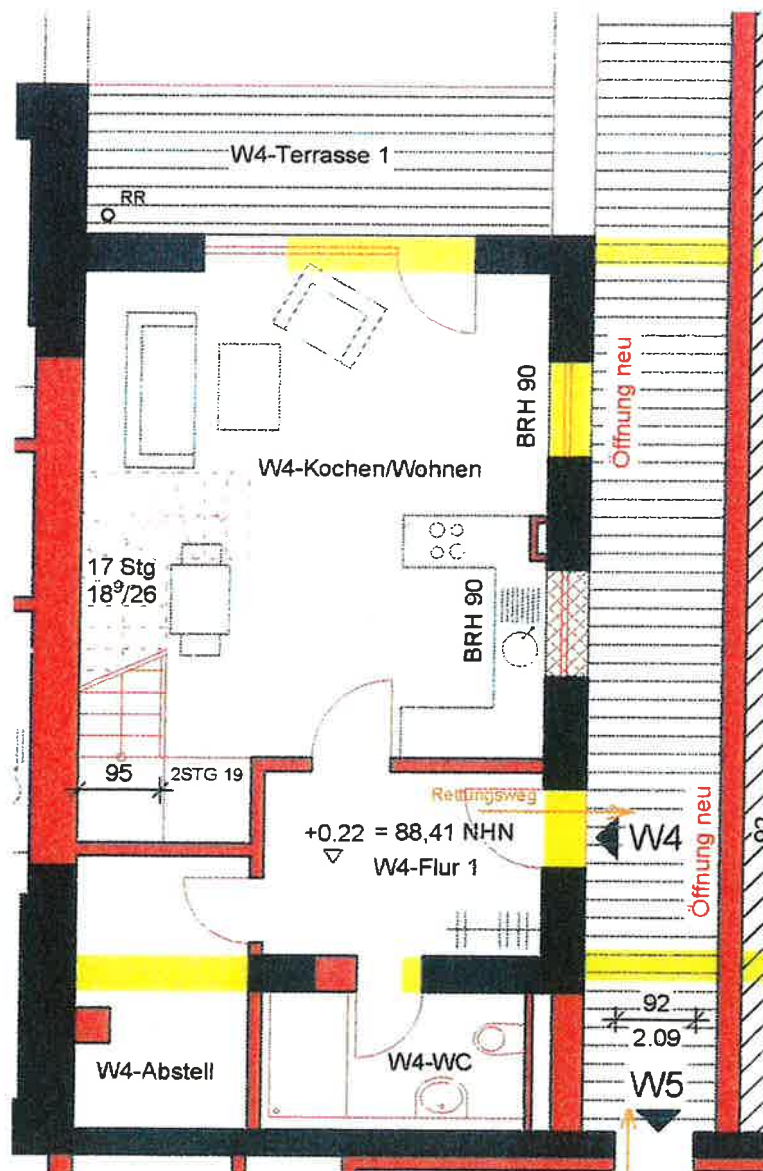 W4-Terrasse 1
RR
BRH 90
Öffnung neu
W4-Kochen/Wohnen
17 Stg
18⁹/26
BRH 90
95
2STG 19
Rettungsweg
+0.22 = 88,41 NHN
W4-Flur 1
W4
Öffnung neu
92
2.09
W4-Abstell
W4-WC
W5